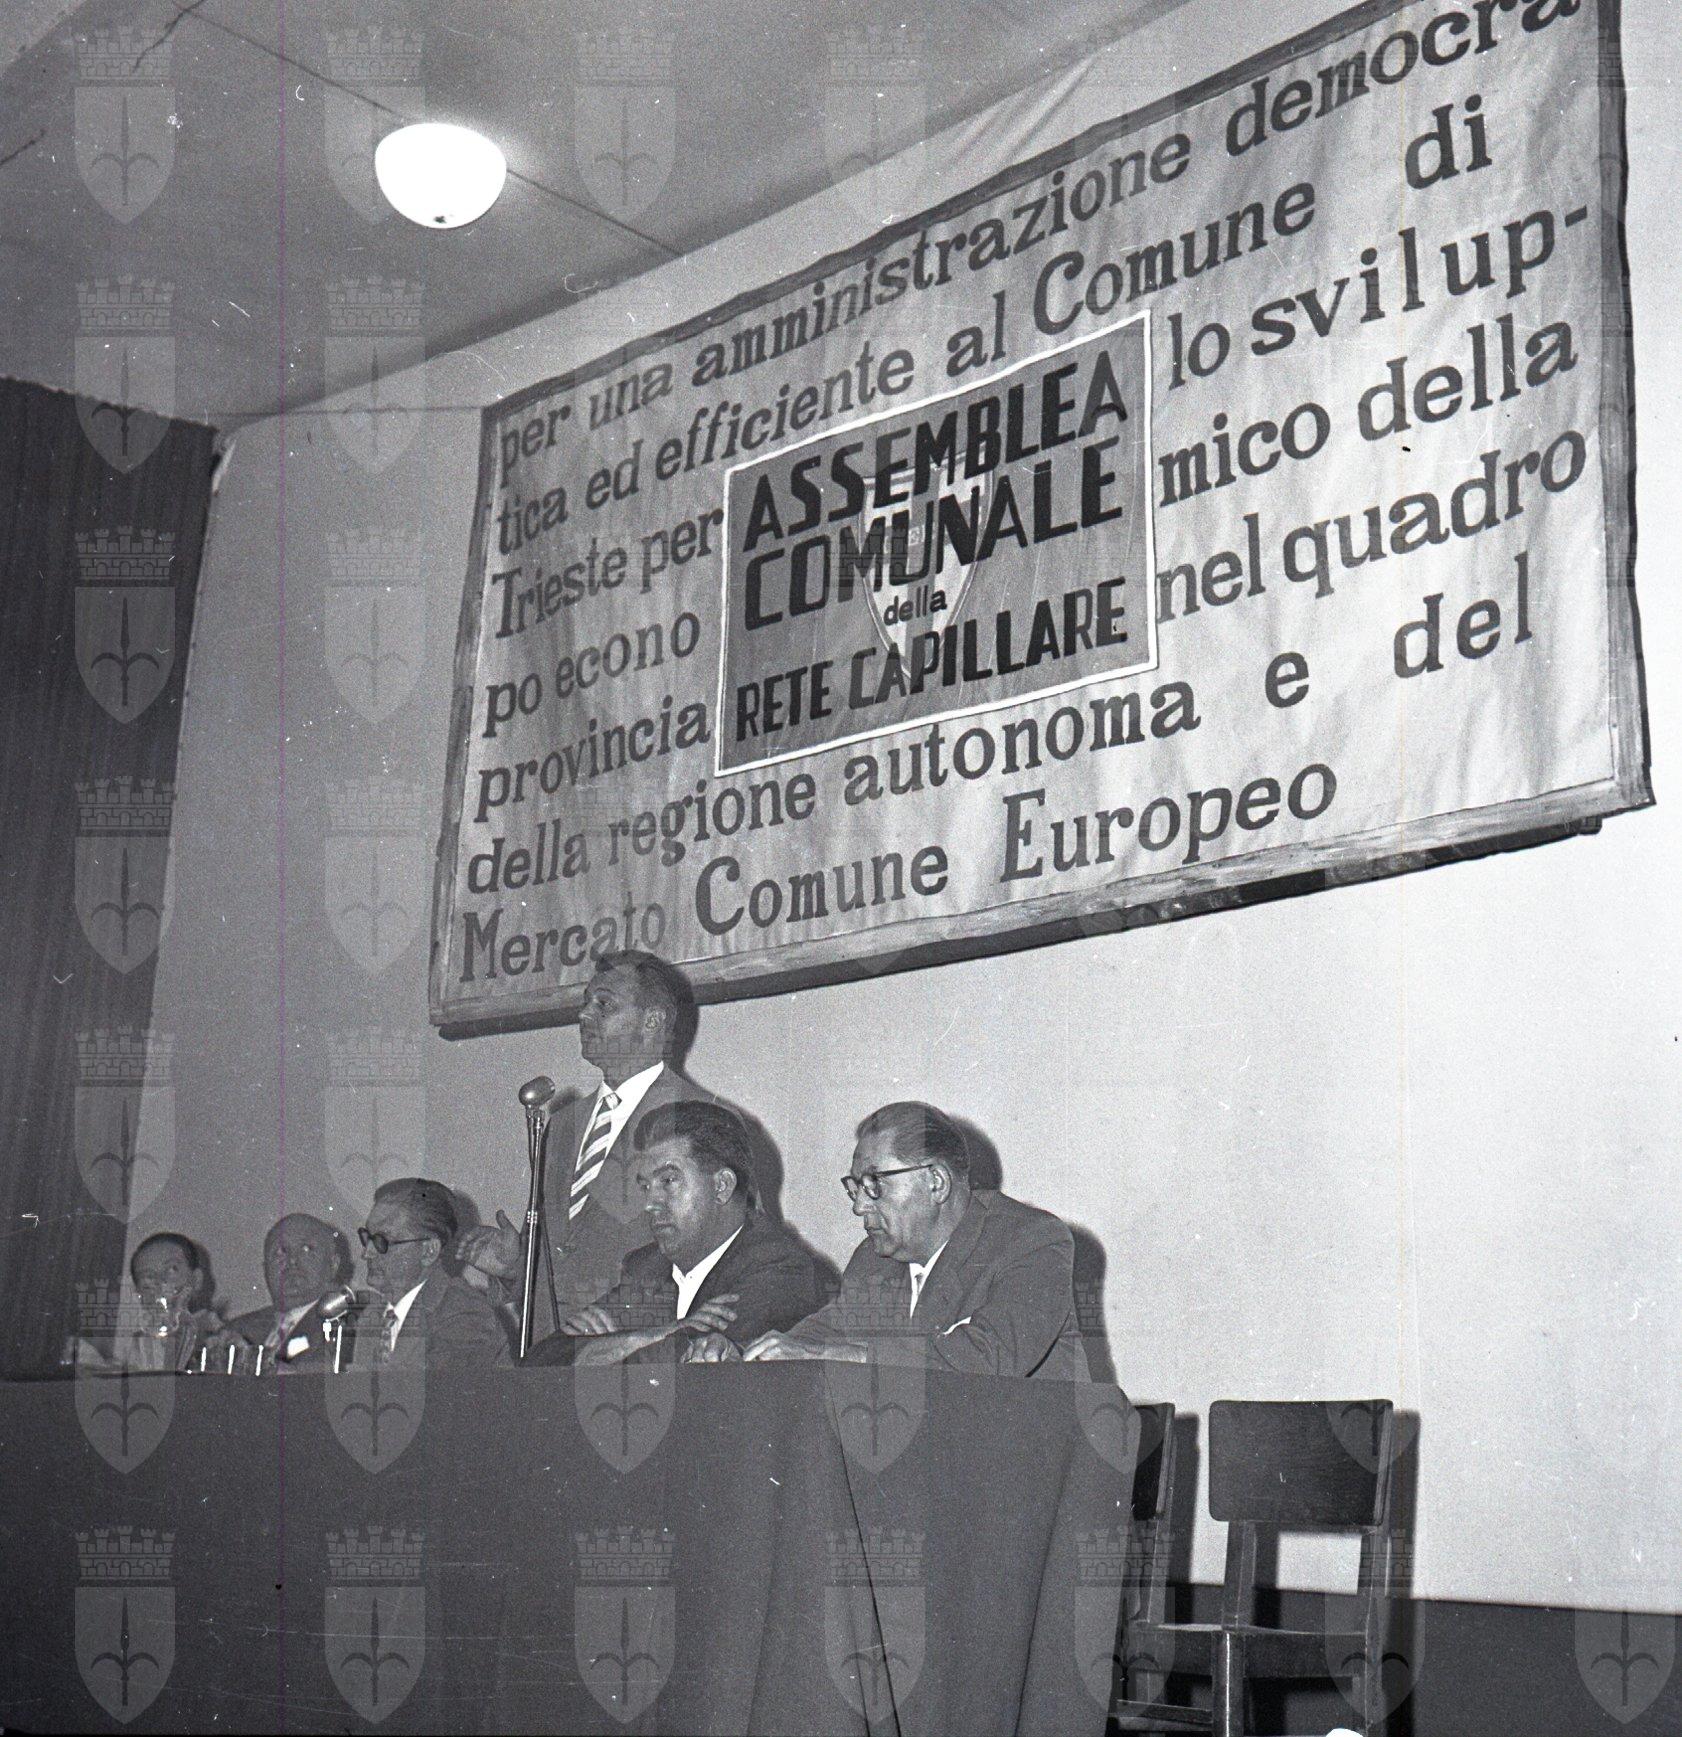 per una amministrazione democra
tica ed efficiente al Comune di
Trieste per lo svilup-
po econo mico della
provincia nel quadro
della regione autonoma e del
Mercato Comune Europeo
ASSEMBLEA
COMUNALE
della
RETE CAPILLARE